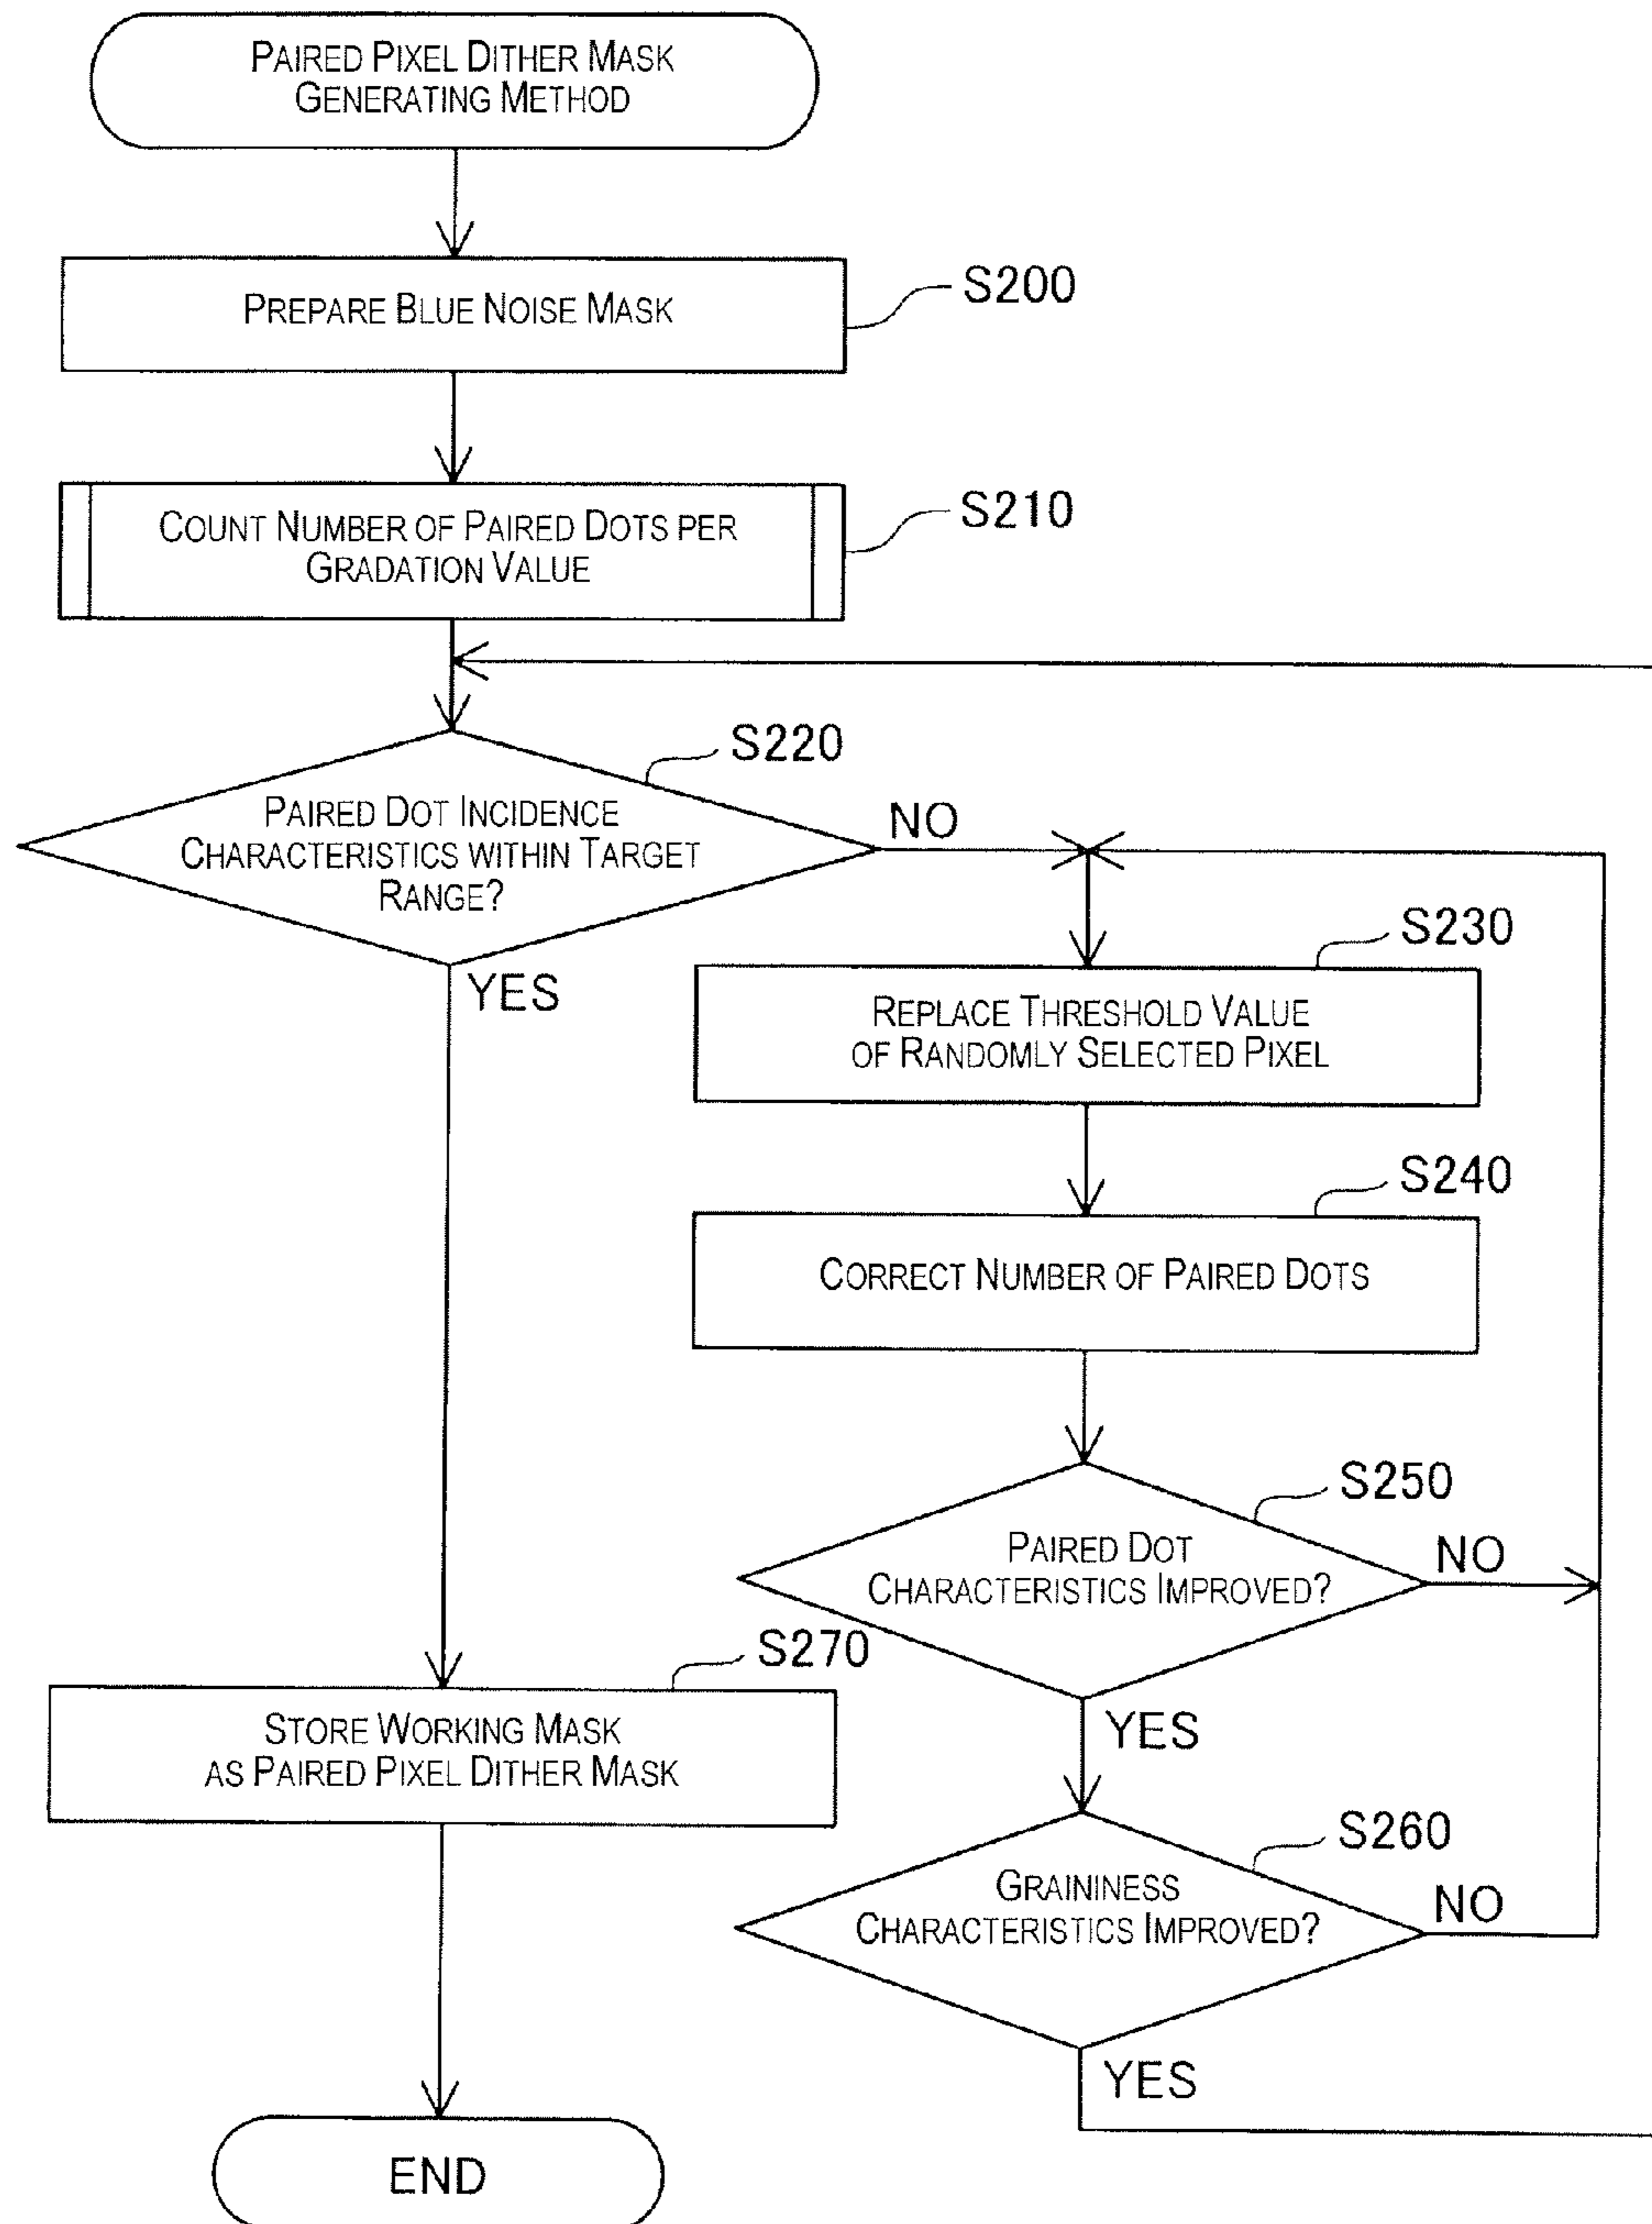 PAIRED PIXEL DITHER MASK
GENERATING METHOD
PREPARE BLUE NOISE MASK
S200
COUNT NUMBER OF PAIRED DOTS PER
GRADATION VALUE
S210
S220
PAIRED DOT INCIDENCE
CHARACTERISTICS WITHIN TARGET
RANGE?
NO
YES
S230
REPLACE THRESHOLD VALUE
OF RANDOMLY SELECTED PIXEL
S240
CORRECT NUMBER OF PAIRED DOTS
S250
PAIRED DOT
CHARACTERISTICS IMPROVED?
NO
YES
S270
STORE WORKING MASK
AS PAIRED PIXEL DITHER MASK
S260
GRAININESS
CHARACTERISTICS IMPROVED?
NO
YES
END